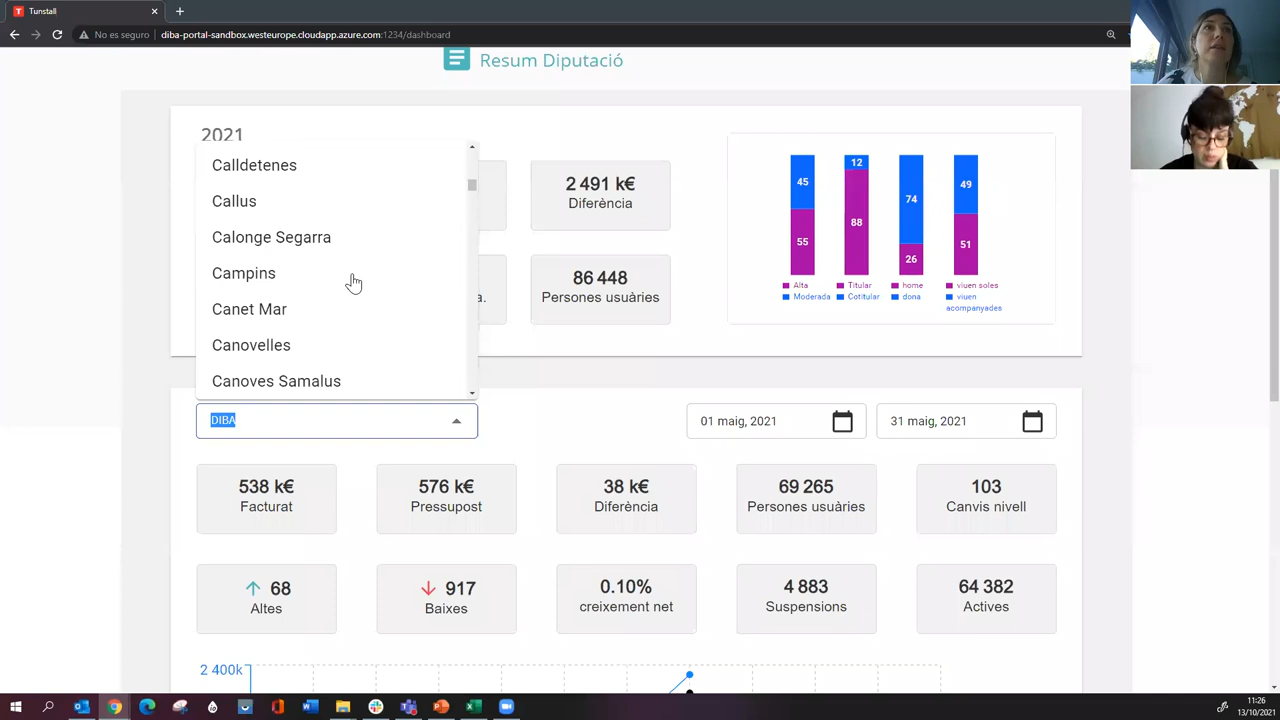 Tunstall
No es seguro | diba-portal-sandbox.westeurope.cloudapp.azure.com:1234/dashboard
Resum Diputació
2021
Calldetenes
Callus
Calonge Segarra
Campins
Canet Mar
Canovelles
Canoves Samalus
2 491 k€
Diferència
a.
86 448
Persones usuàries
45
55
12
88
74
26
49
51
Alta
Moderada
Titular
Cotitular
home
dona
viuen soles
viuen
acompanyades
DIBA
01 maig, 2021
31 maig, 2021
538 k€
Facturat
576 k€
Pressupost
38 k€
Diferència
69 265
Persones usuàries
103
Canvis nivell
68
Altes
917
Baixes
0.10%
creixement net
4 883
Suspensions
64 382
Actives
2 400k
11:26
13/10/2021